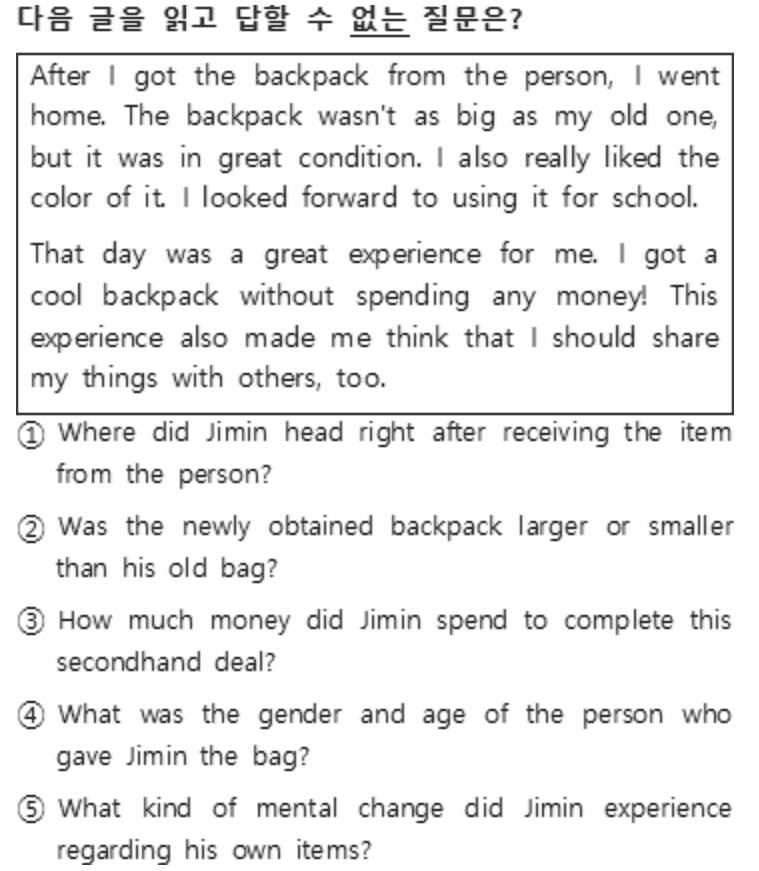 다음 글을 읽고 답할 수 없는 질문은?
After I got the backpack from the person, I went
home. The backpack wasn't as big as my old one,
but it was in great condition. I also really liked the
color of it. I looked forward to using it for school.
That day was a great experience for me. I got a
cool backpack without spending any money! This
experience also made me think that I should share
my things with others, too.
① Where did Jimin head right after receiving the item
from the person?
② Was the newly obtained backpack larger or smaller
than his old bag?
③ How much money did Jimin spend to complete this
secondhand deal?
④ What was the gender and age of the person who
gave Jimin the bag?
⑤ What kind of mental change did Jimin experience
regarding his own items?